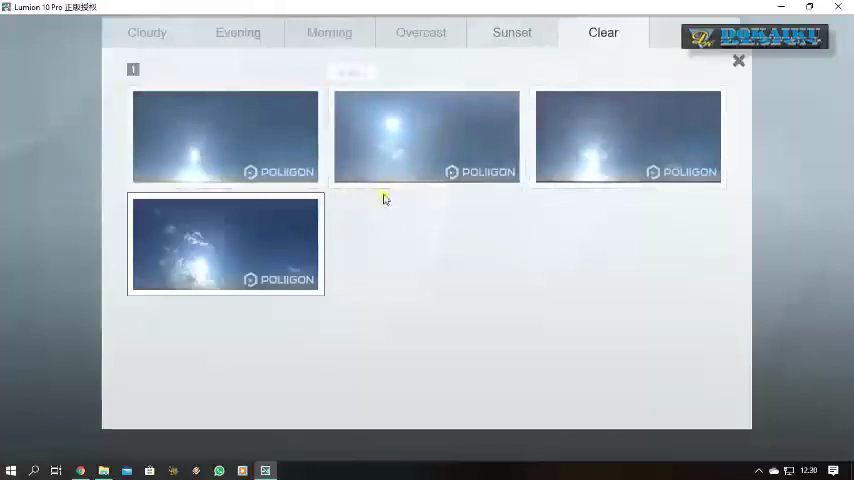 Lumion 10 Pro 正版授权
Cloudy
Evening
Morning
Overcast
Sunset
Clear
DOKAIKU
1
POLIIGON
POLIIGON
POLIIGON
POLIIGON
12.30